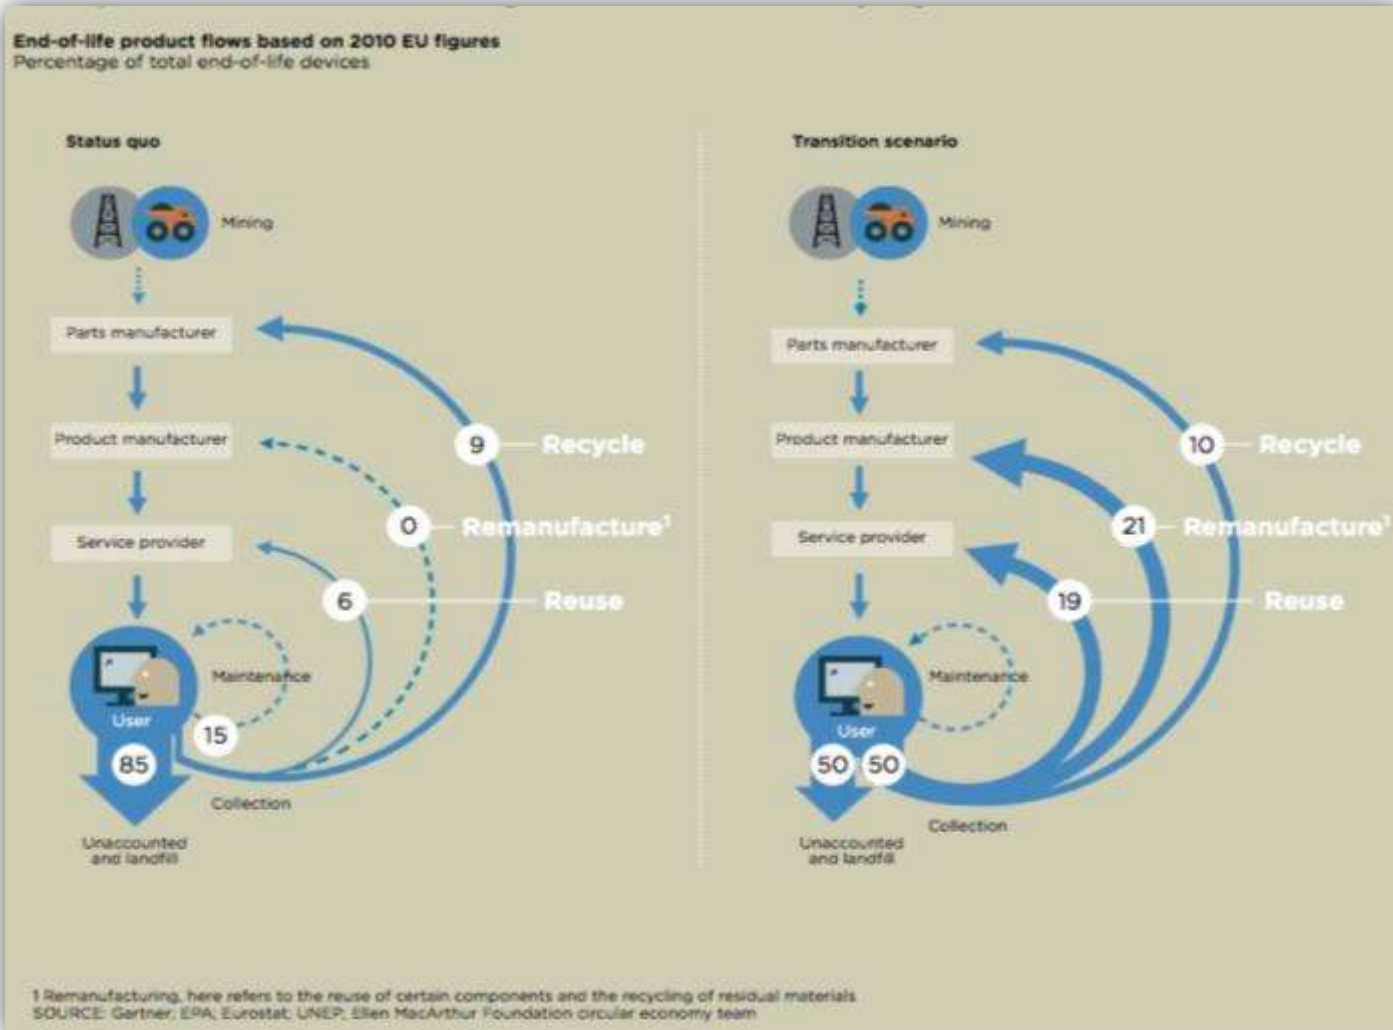 End-of-life product flows based on 2010 EU figures
Percentage of total end-of-life devices
Status quo
Mining
Parts manufacturer
Product manufacturer
Service provider
9
Recycle
0
Remanufacture¹
6
Reuse
Maintenance
User
15
85
Collection
Unaccounted
and landfill
Transition scenario
Mining
Parts manufacturer
Product manufacturer
Service provider
10
Recycle
21
Remanufacture¹
19
Reuse
Maintenance
User
50
50
Collection
Unaccounted
and landfill
1 Remanufacturing, here refers to the reuse of certain components and the recycling of residual materials
SOURCE: Gartner; EPA; Eurostat; UNEP; Ellen MacArthur Foundation circular economy team